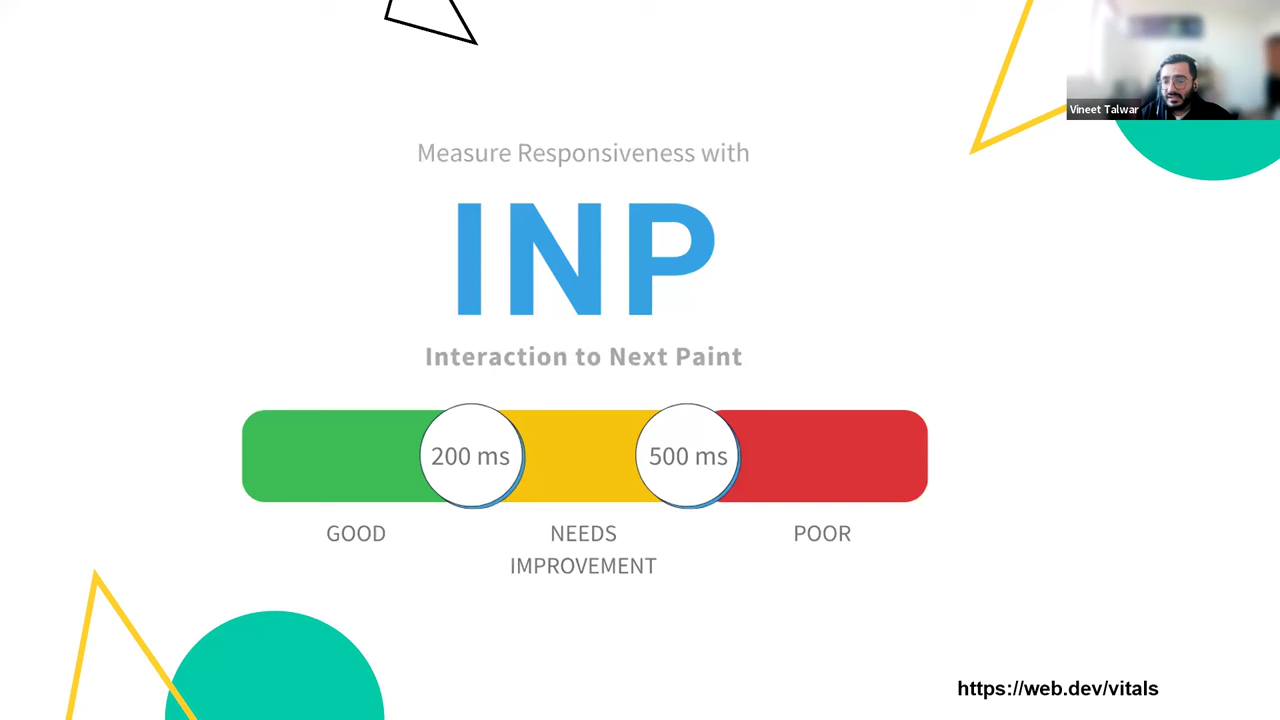 Vineet Talwar
Measure Responsiveness with
INP
Interaction to Next Paint
200 ms
500 ms
GOOD
NEEDS
IMPROVEMENT
POOR
https://web.dev/vitals